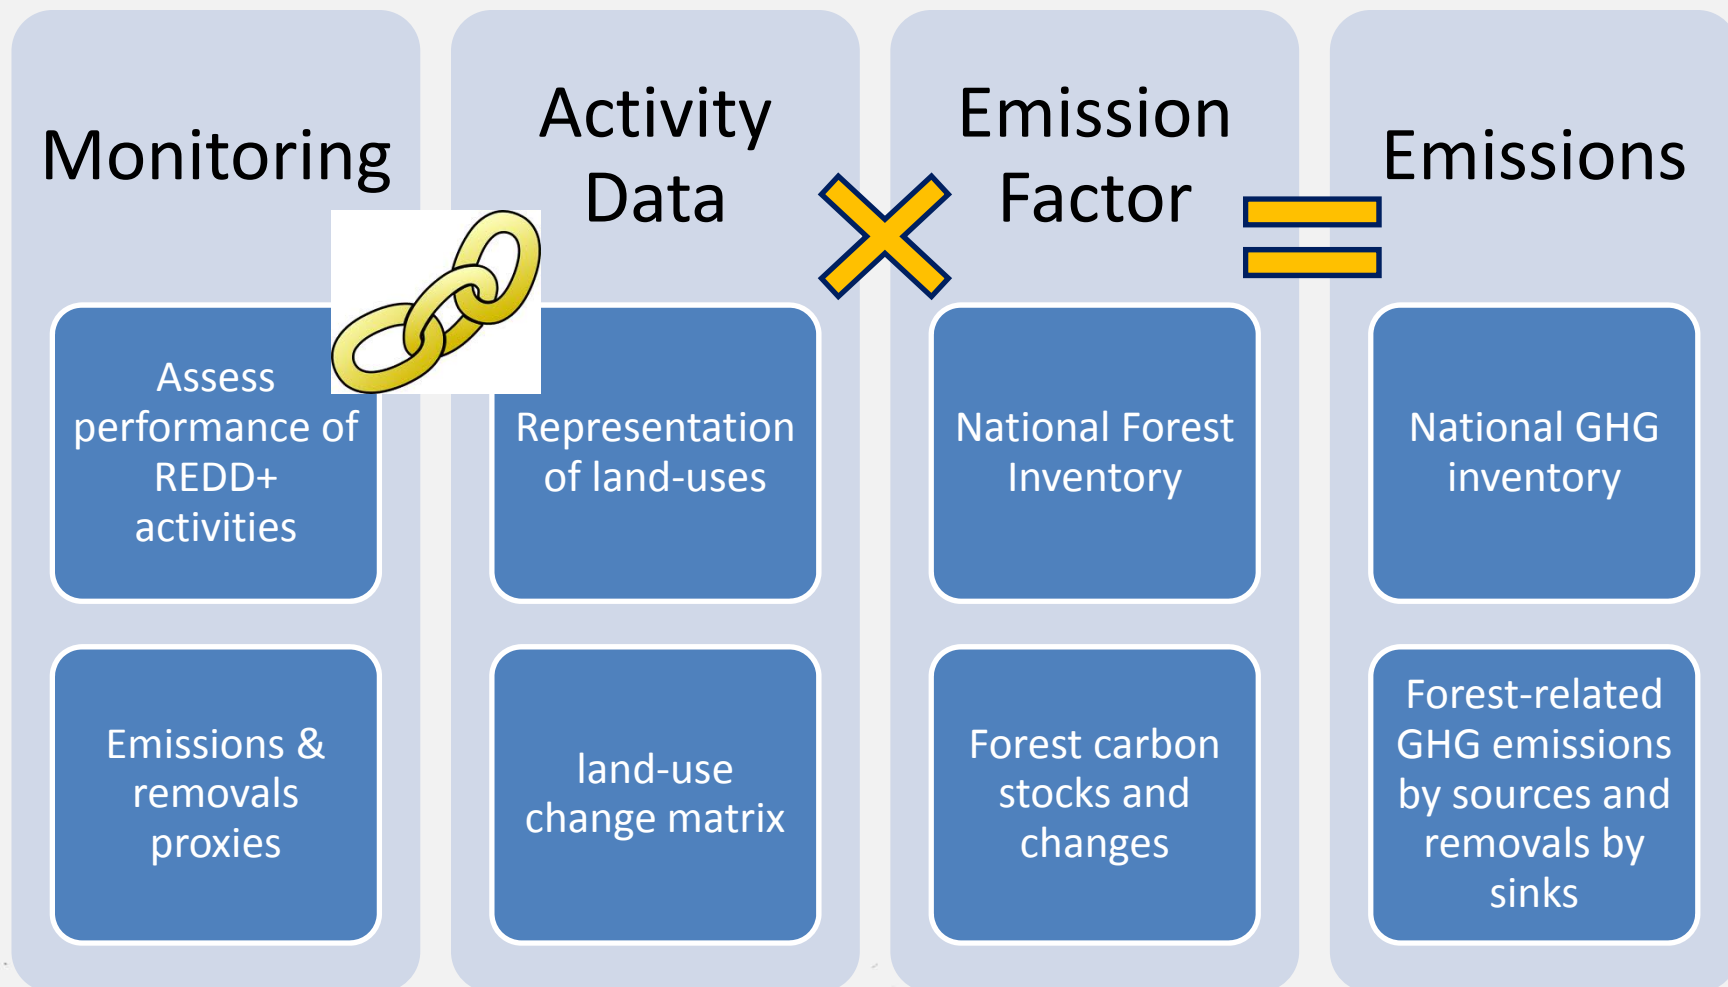 Monitoring
Assess
performance of
REDD+
activities
Emissions &
removals
proxies
Activity
Data
Representation
of land-uses
land-use
change matrix
Emission
Factor
National Forest
Inventory
Forest carbon
stocks and
changes
Emissions
National GHG
inventory
Forest-related
GHG emissions
by sources and
removals by
sinks